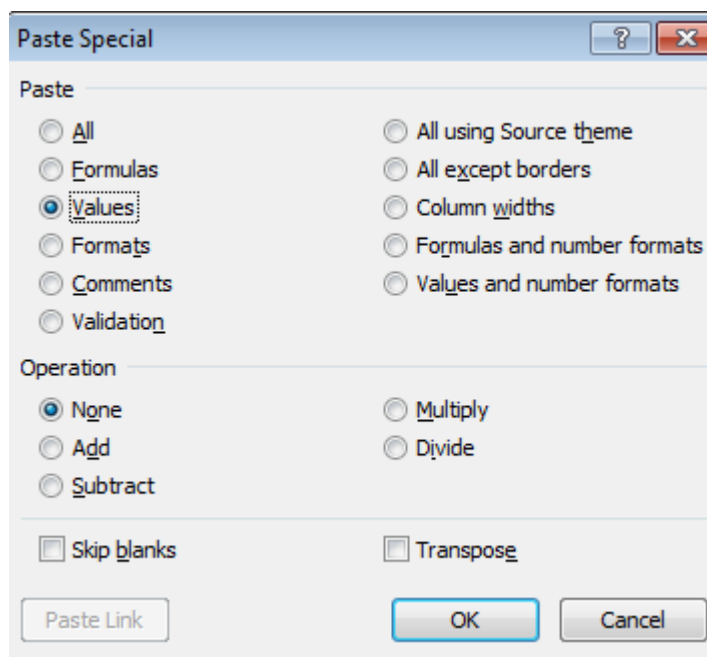 Paste Special
Paste
All
All using Source theme
Formulas
All except borders
Values
Column widths
Formats
Formulas and number formats
Comments
Values and number formats
Validation
Operation
None
Multiply
Add
Divide
Subtract
Skip blanks
Transpose
Paste Link
OK
Cancel